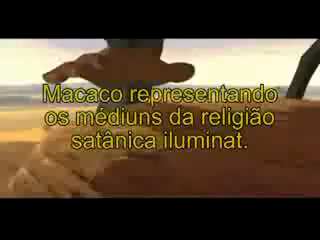 Macaco representando
os médiuns da religião
satânica iluminat.